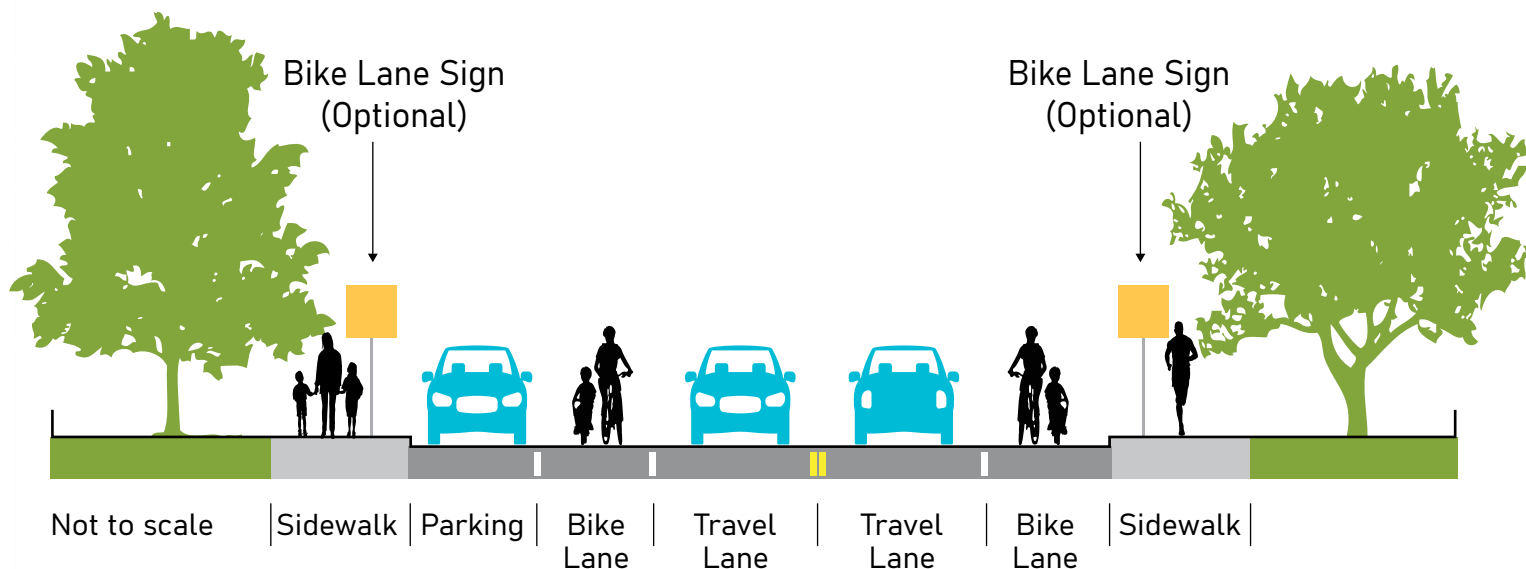 Bike Lane Sign
(Optional)
Bike Lane Sign
(Optional)
Not to scale
Sidewalk
Parking
Bike
Lane
Travel
Lane
Travel
Lane
Bike
Lane
Sidewalk